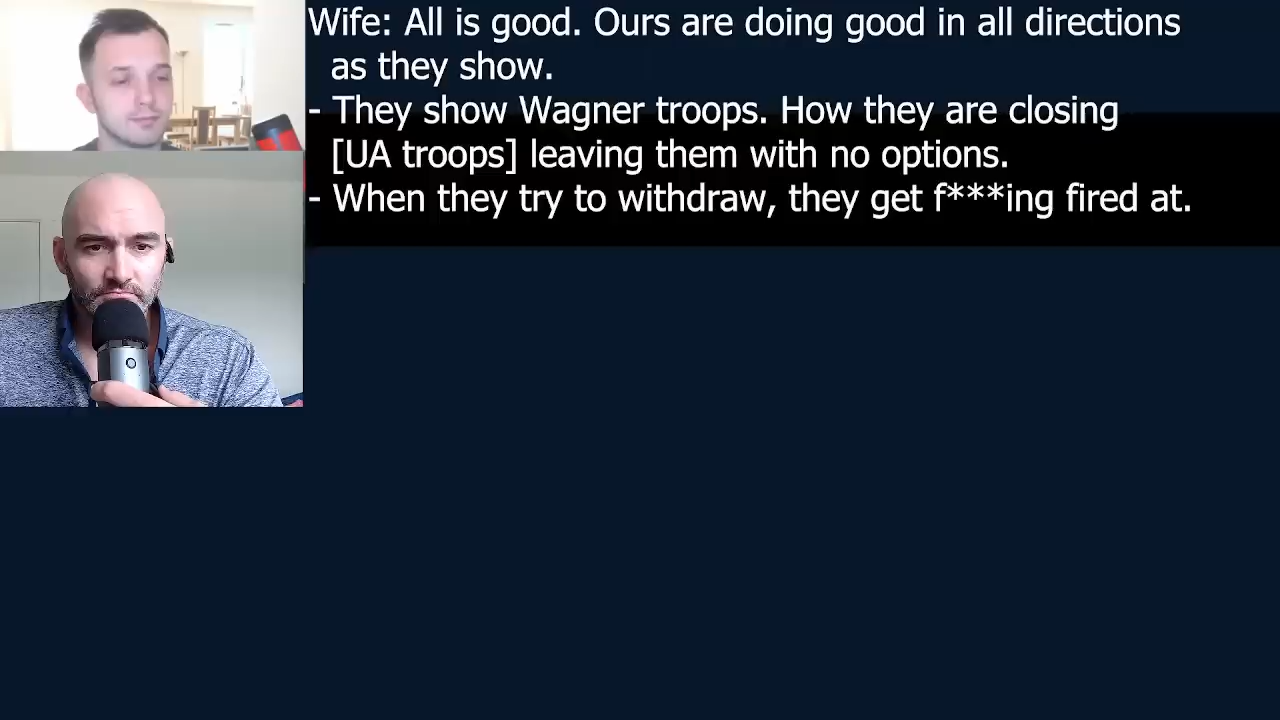 Wife: All is good. Ours are doing good in all directions
as they show.
- They show Wagner troops. How they are closing
[UA troops] leaving them with no options.
- When they try to withdraw, they get f***ing fired at.